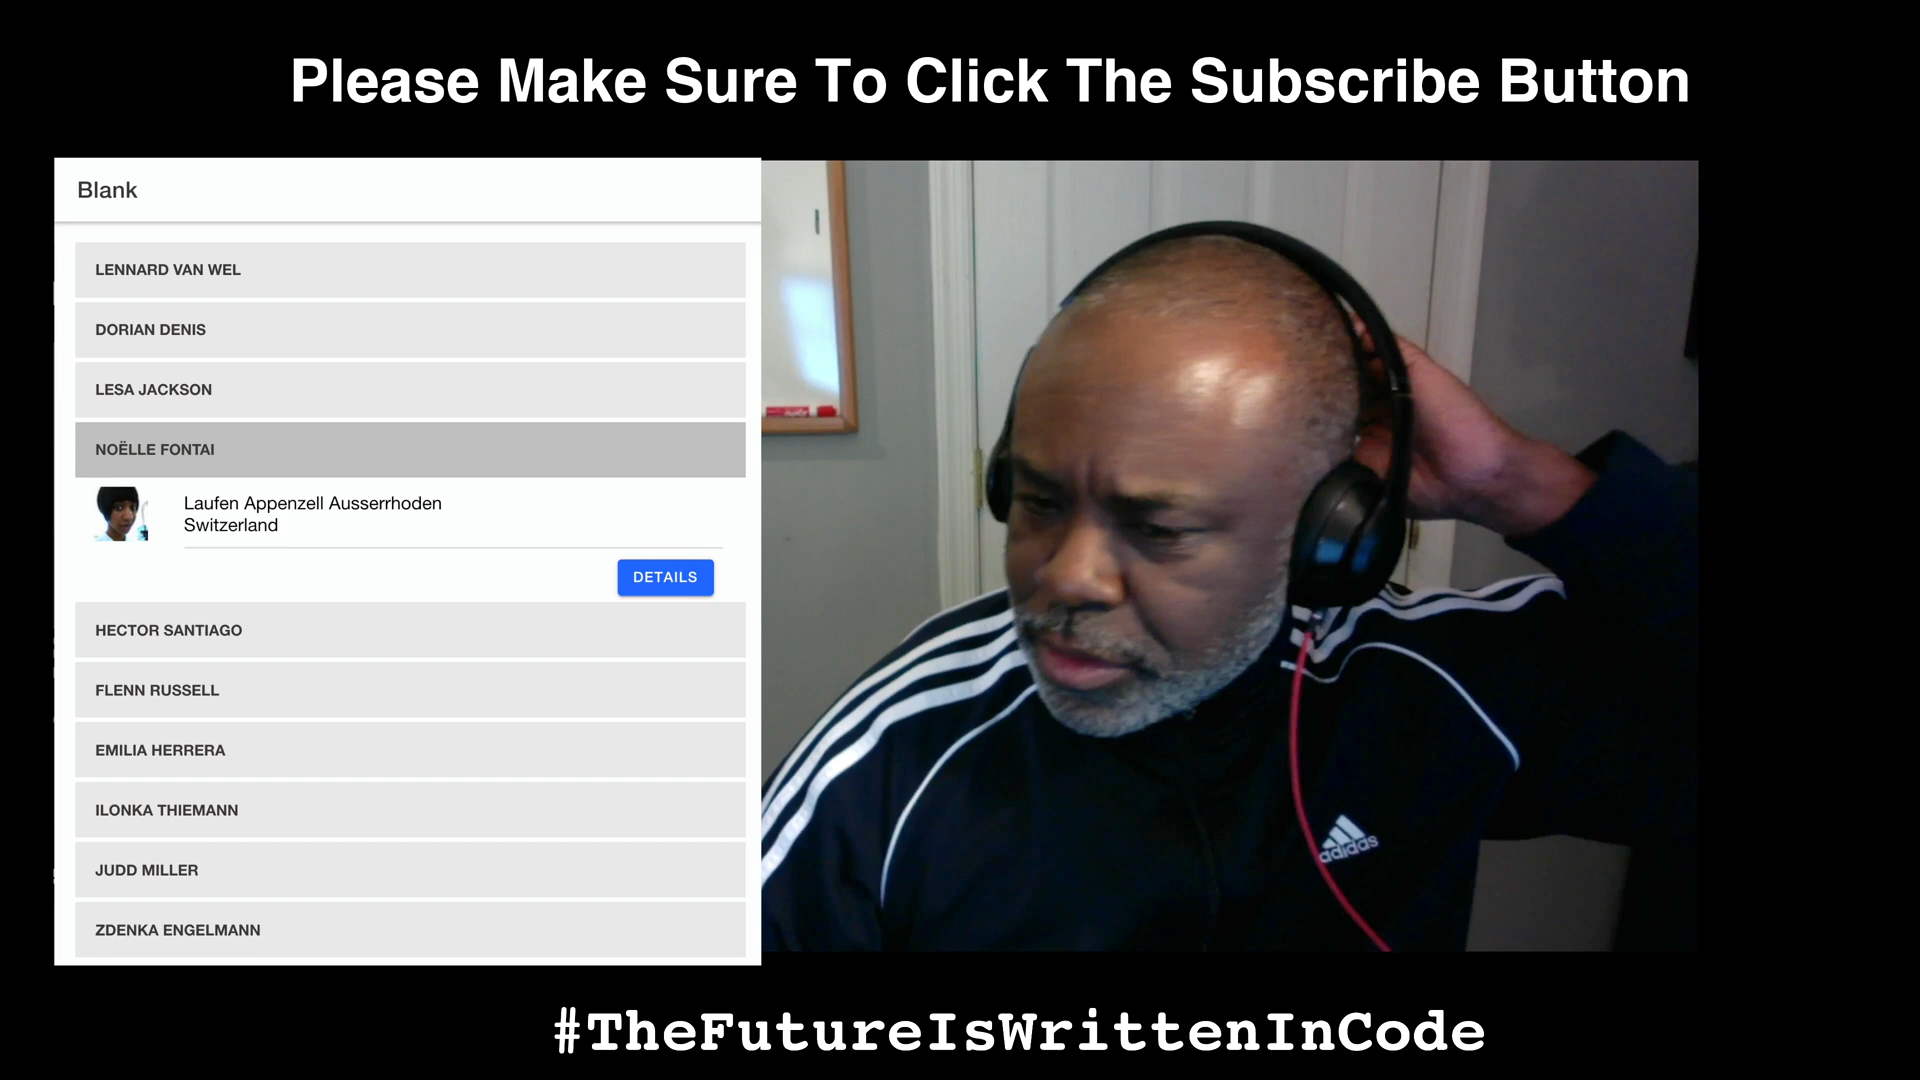 Please Make Sure To Click The Subscribe Button
Blank
LENNARD VAN WEL
DORIAN DENIS
LESA JACKSON
NOËLLE FONTAI
Laufen Appenzell Ausserrhoden
Switzerland
DETAILS
HECTOR SANTIAGO
FLENN RUSSELL
EMILIA HERRERA
ILONKA THIEMANN
JUDD MILLER
ZDENKA ENGELMANN
adidas
#TheFutureIsWrittenInCode